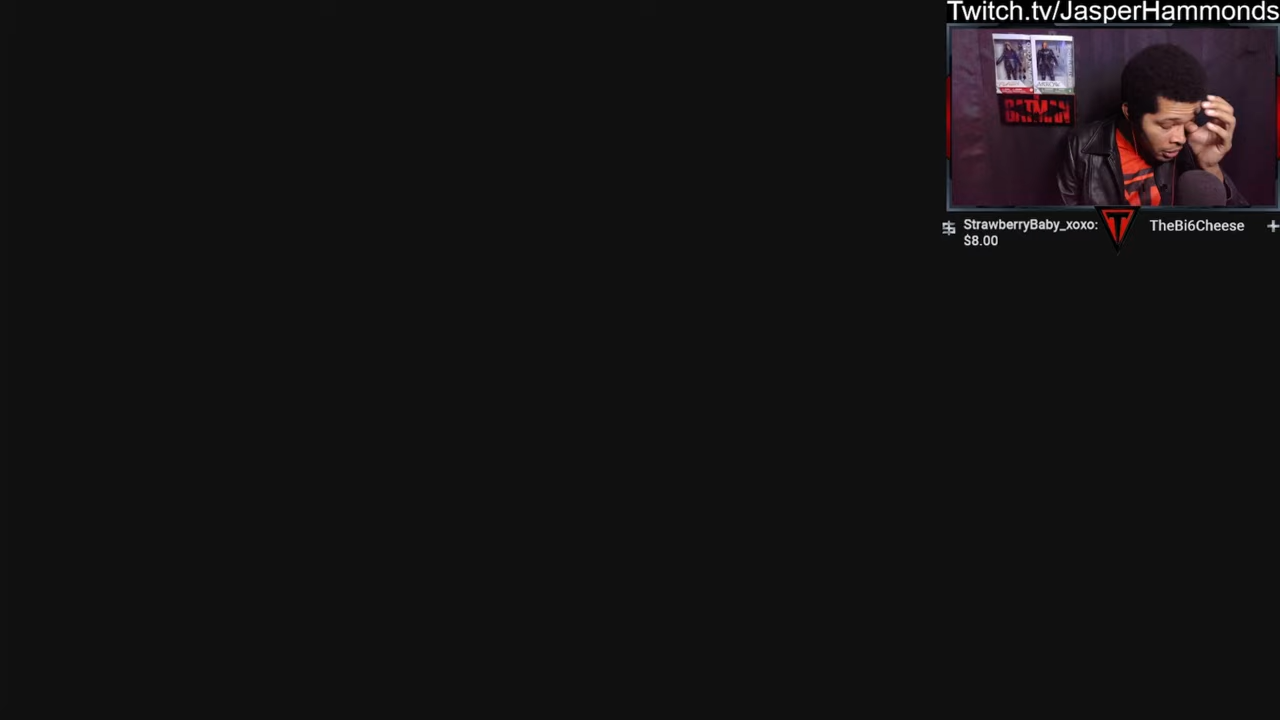 Twitch.tv/JasperHammonds
BATMAN
StrawberryBaby_xoxo:
$8.00
TheBi6Cheese